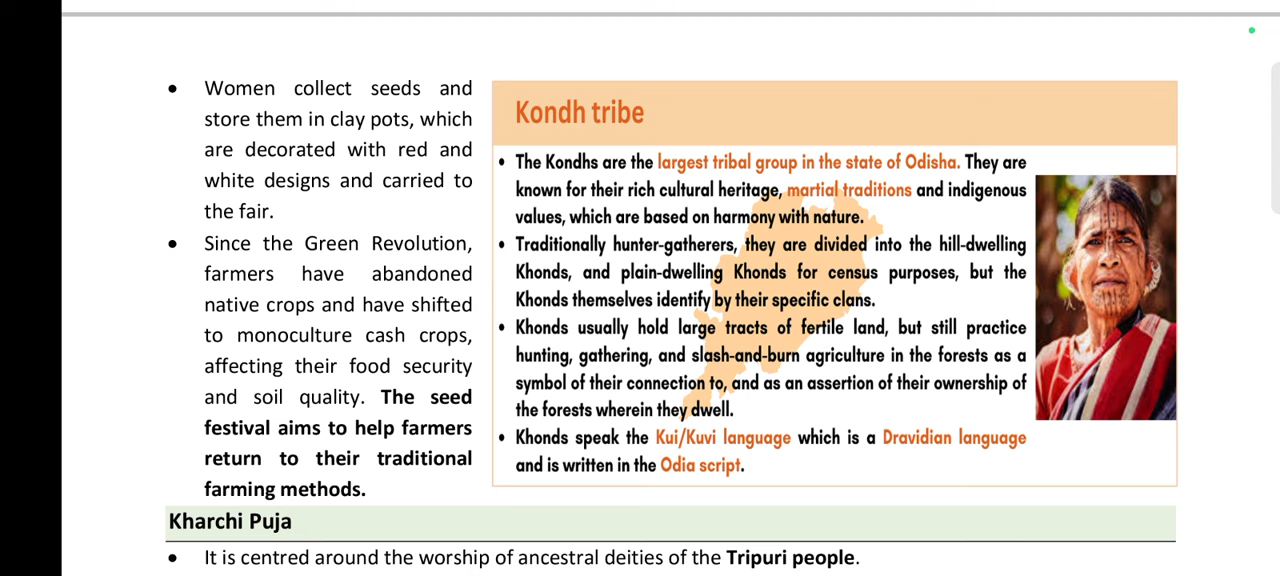 • Women collect seeds and
store them in clay pots, which
are decorated with red and
white designs and carried to
the fair.
• Since the Green Revolution,
farmers have abandoned
native crops and have shifted
to monoculture cash crops,
affecting their food security
and soil quality. The seed
festival aims to help farmers
return to their traditional
farming methods.
Kondh tribe
• The Kondhs are the largest tribal group in the state of Odisha. They are
known for their rich cultural heritage, martial traditions and indigenous
values, which are based on harmony with nature.
• Traditionally hunter-gatherers, they are divided into the hill-dwelling
Khonds, and plain-dwelling Khonds for census purposes, but the
Khonds themselves identify by their specific clans.
• Khonds usually hold large tracts of fertile land, but still practice
hunting, gathering, and slash-and-burn agriculture in the forests as a
symbol of their connection to, and as an assertion of their ownership of
the forests wherein they dwell.
• Khonds speak the Kui/Kuvi language which is a Dravidian language
and is written in the Odia script.
Kharchi Puja
• It is centred around the worship of ancestral deities of the Tripuri people.